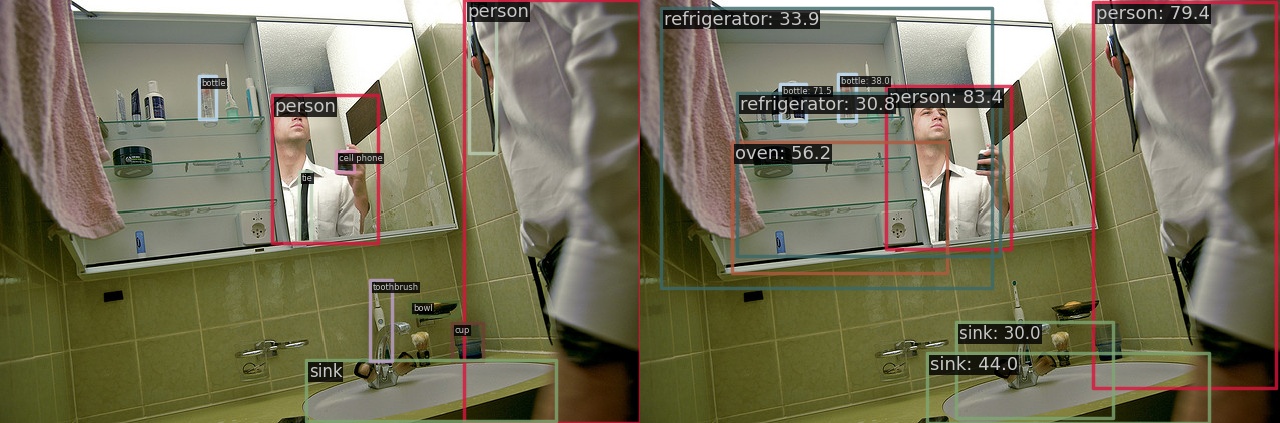 person
bottle
person
cell phone
tie
toothbrush
bowl
cup
sink
refrigerator: 33.9
person: 79.4
bottle: 38.0
bottle: 71.5
refrigerator: 30.8
person: 83.4
oven: 56.2
sink: 30.0
sink: 44.0